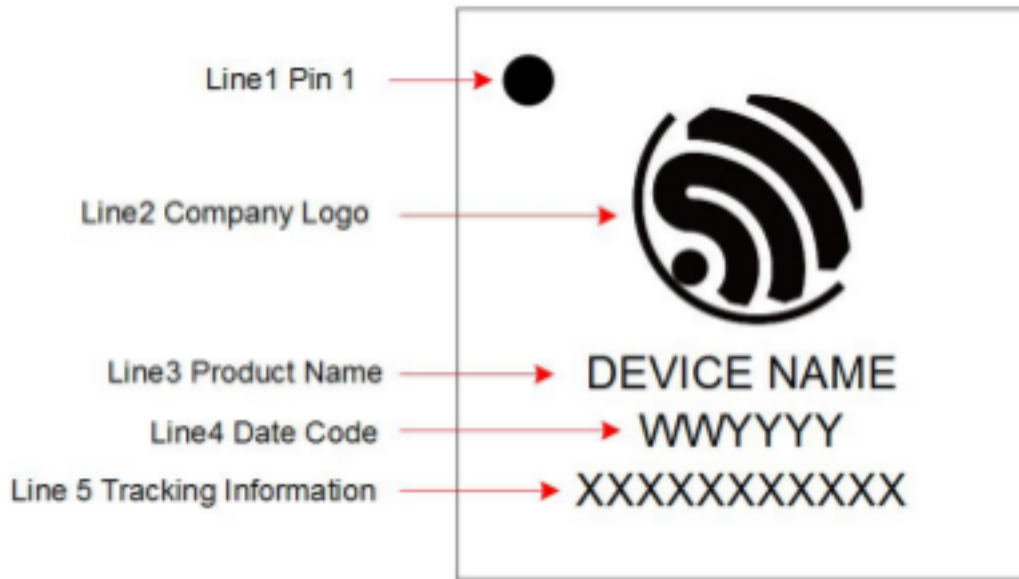 Line1 Pin 1
Line2 Company Logo
Line3 Product Name
DEVICE NAME
Line4 Date Code
WWYYYY
Line 5 Tracking Information
XXXXXXXXXXX